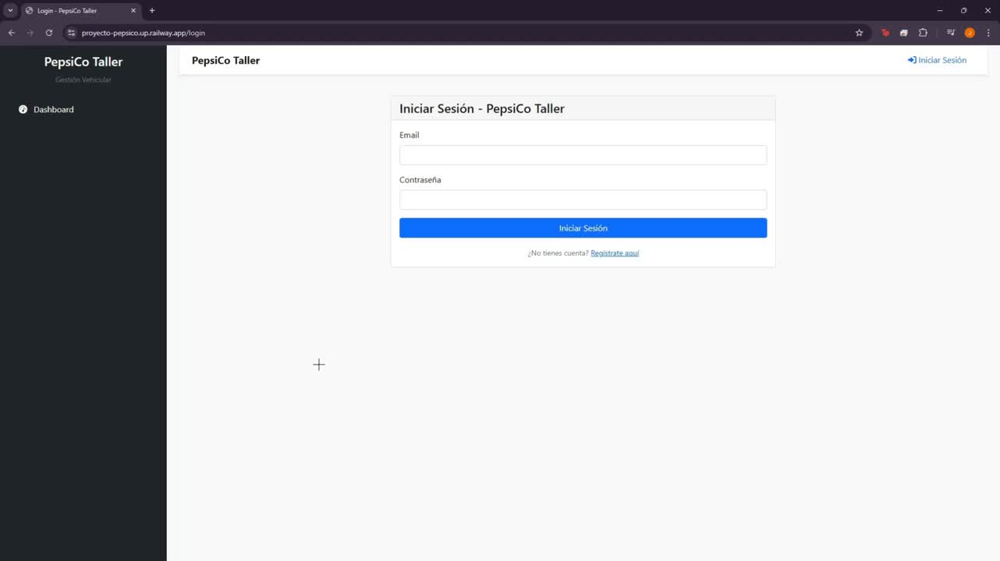 Login - PepsiCo Taller
proyecto-pepsico.up.railway.app/login
J
PepsiCo Taller
Gestión Vehicular
Dashboard
PepsiCo Taller
Iniciar Sesión
Iniciar Sesión - PepsiCo Taller
Email
Contraseña
Iniciar Sesión
¿No tienes cuenta? Regístrate aquí